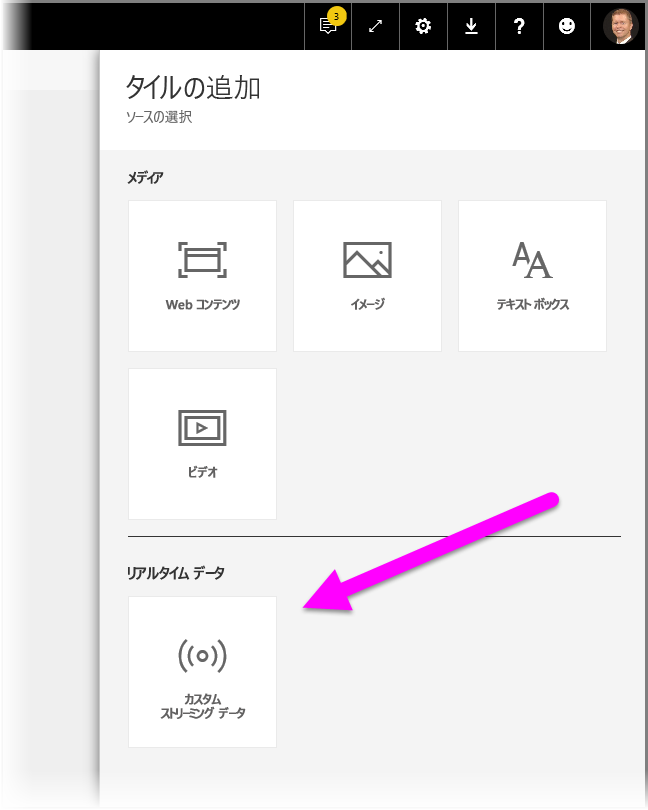 3
?
タイルの追加
ソースの選択
メディア
Web コンテンツ
イメージ
テキスト ボックス
ビデオ
リアルタイム データ
カスタム
ストリーミング データ